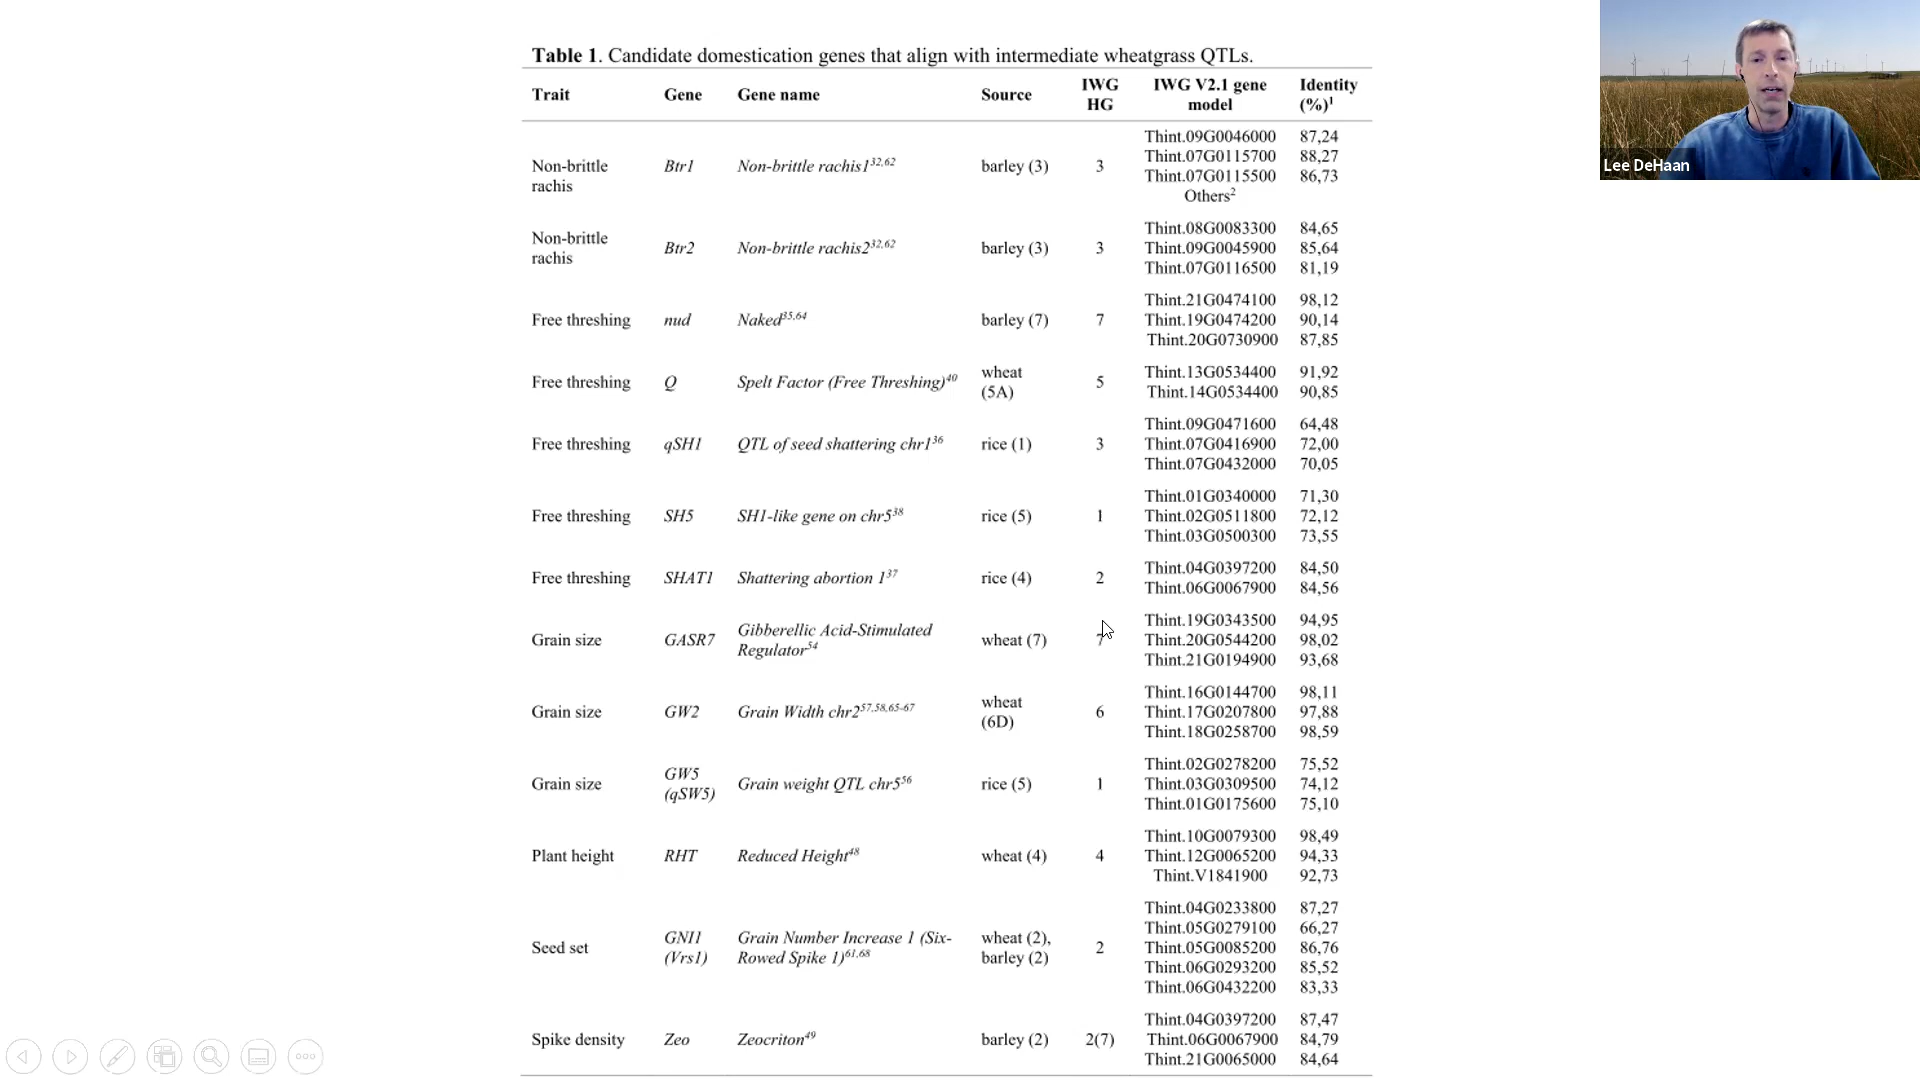 Table 1. Candidate domestication genes that align with intermediate wheatgrass QTLs.
Trait Gene Gene name Source IWG HG IWG V2.1 gene model Identity (%)1
Non-brittle rachis Btr1 Non-brittle rachis132,62 barley (3) 3 Thint.09G0046000 87,24
Thint.07G0115700 88,27
Thint.07G0115500 86,73
Others2
Non-brittle rachis Btr2 Non-brittle rachis232,62 barley (3) 3 Thint.08G0083300 84,65
Thint.09G0045900 85,64
Thint.07G0116500 81,19
Free threshing nud Naked35,64 barley (7) 7 Thint.21G0474100 98,12
Thint.19G0474200 90,14
Thint.20G0730900 87,85
Free threshing Q Spelt Factor (Free Threshing)40 wheat (5A) 5 Thint.13G0534400 91,92
Thint.14G0534400 90,85
Free threshing qSH1 QTL of seed shattering chr136 rice (1) 3 Thint.09G0471600 64,48
Thint.07G0416900 72,00
Thint.07G0432000 70,05
Free threshing SH5 SH1-like gene on chr538 rice (5) 1 Thint.01G0340000 71,30
Thint.02G0511800 72,12
Thint.03G0500300 73,55
Free threshing SHAT1 Shattering abortion 137 rice (4) 2 Thint.04G0397200 84,50
Thint.06G0067900 84,56
Grain size GASR7 Gibberellic Acid-Stimulated Regulator54 wheat (7) 7 Thint.19G0343500 94,95
Thint.20G0544200 98,02
Thint.21G0194900 93,68
Grain size GW2 Grain Width chr257,58,65-67 wheat (6D) 6 Thint.16G0144700 98,11
Thint.17G0207800 97,88
Thint.18G0258700 98,59
Grain size GW5 (qSW5) Grain weight QTL chr556 rice (5) 1 Thint.02G0278200 75,52
Thint.03G0309500 74,12
Thint.01G0175600 75,10
Plant height RHT Reduced Height48 wheat (4) 4 Thint.10G0079300 98,49
Thint.12G0065200 94,33
Thint.V1841900 92,73
Seed set GNI1 (Vrs1) Grain Number Increase 1 (Six-Rowed Spike 1)61,68 wheat (2), barley (2) 2 Thint.04G0233800 87,27
Thint.05G0279100 66,27
Thint.05G0085200 86,76
Thint.06G0293200 85,52
Thint.06G0432200 83,33
Spike density Zeo Zeocriton49 barley (2) 2(7) Thint.04G0397200 87,47
Thint.06G0067900 84,79
Thint.21G0065000 84,64
Lee DeHaan